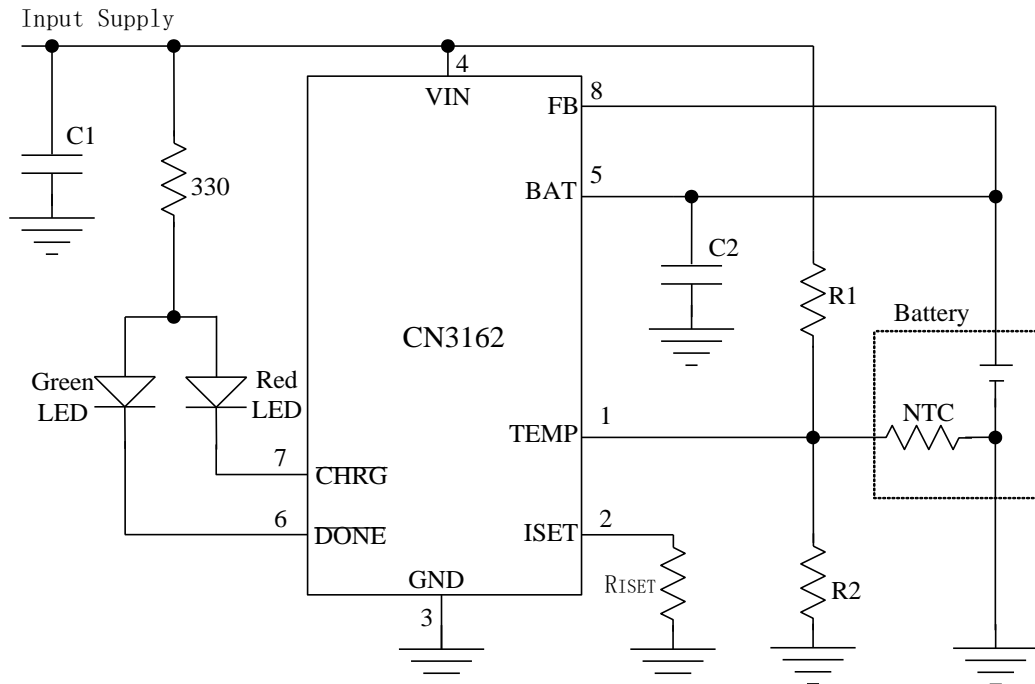 Input Supply
4
VIN
8
FB
C1
330
5
BAT
C2
R1
Battery
CN3162
Green
LED
Red
LED
1
TEMP
NTC
7
CHRG
6
DONE
2
ISET
RISET
R2
GND
3